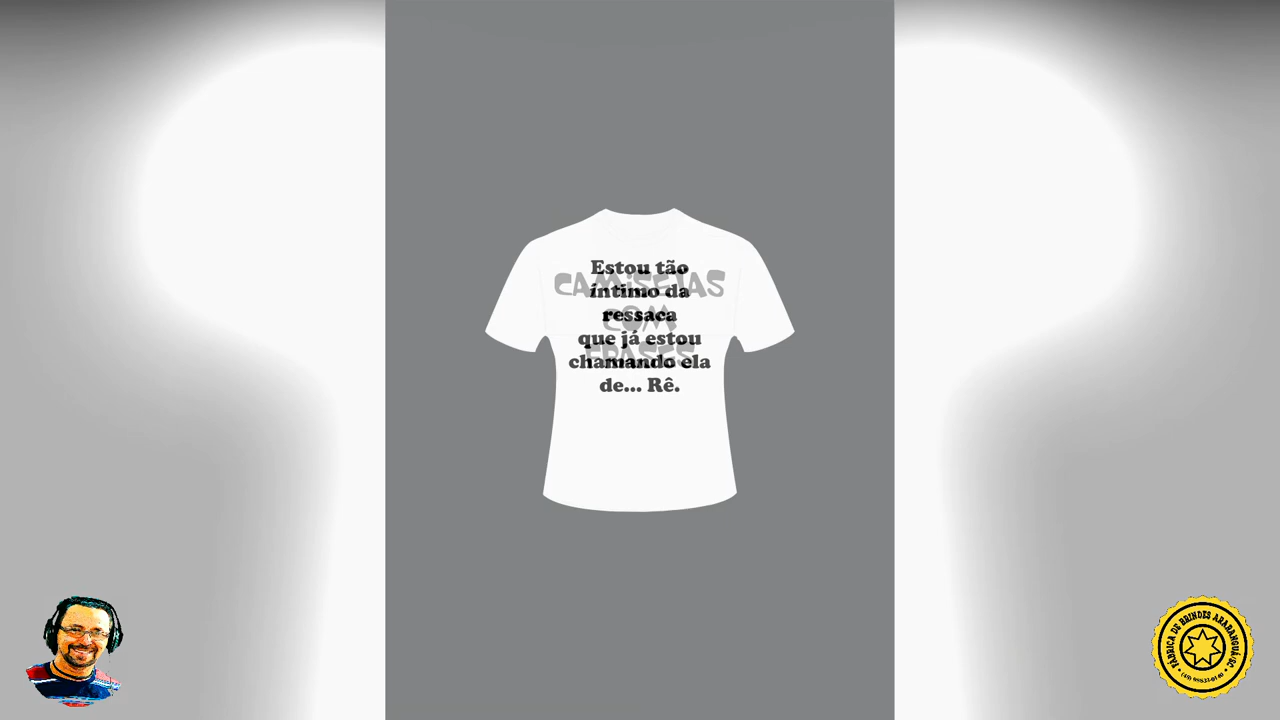 Estou tão
íntimo da
ressaca
que já estou
chamando ela
de... Rê.
CAMiSETAS
COM
FRASES
FÁBRICA DE BRINDES ARARANGUÁ/SC